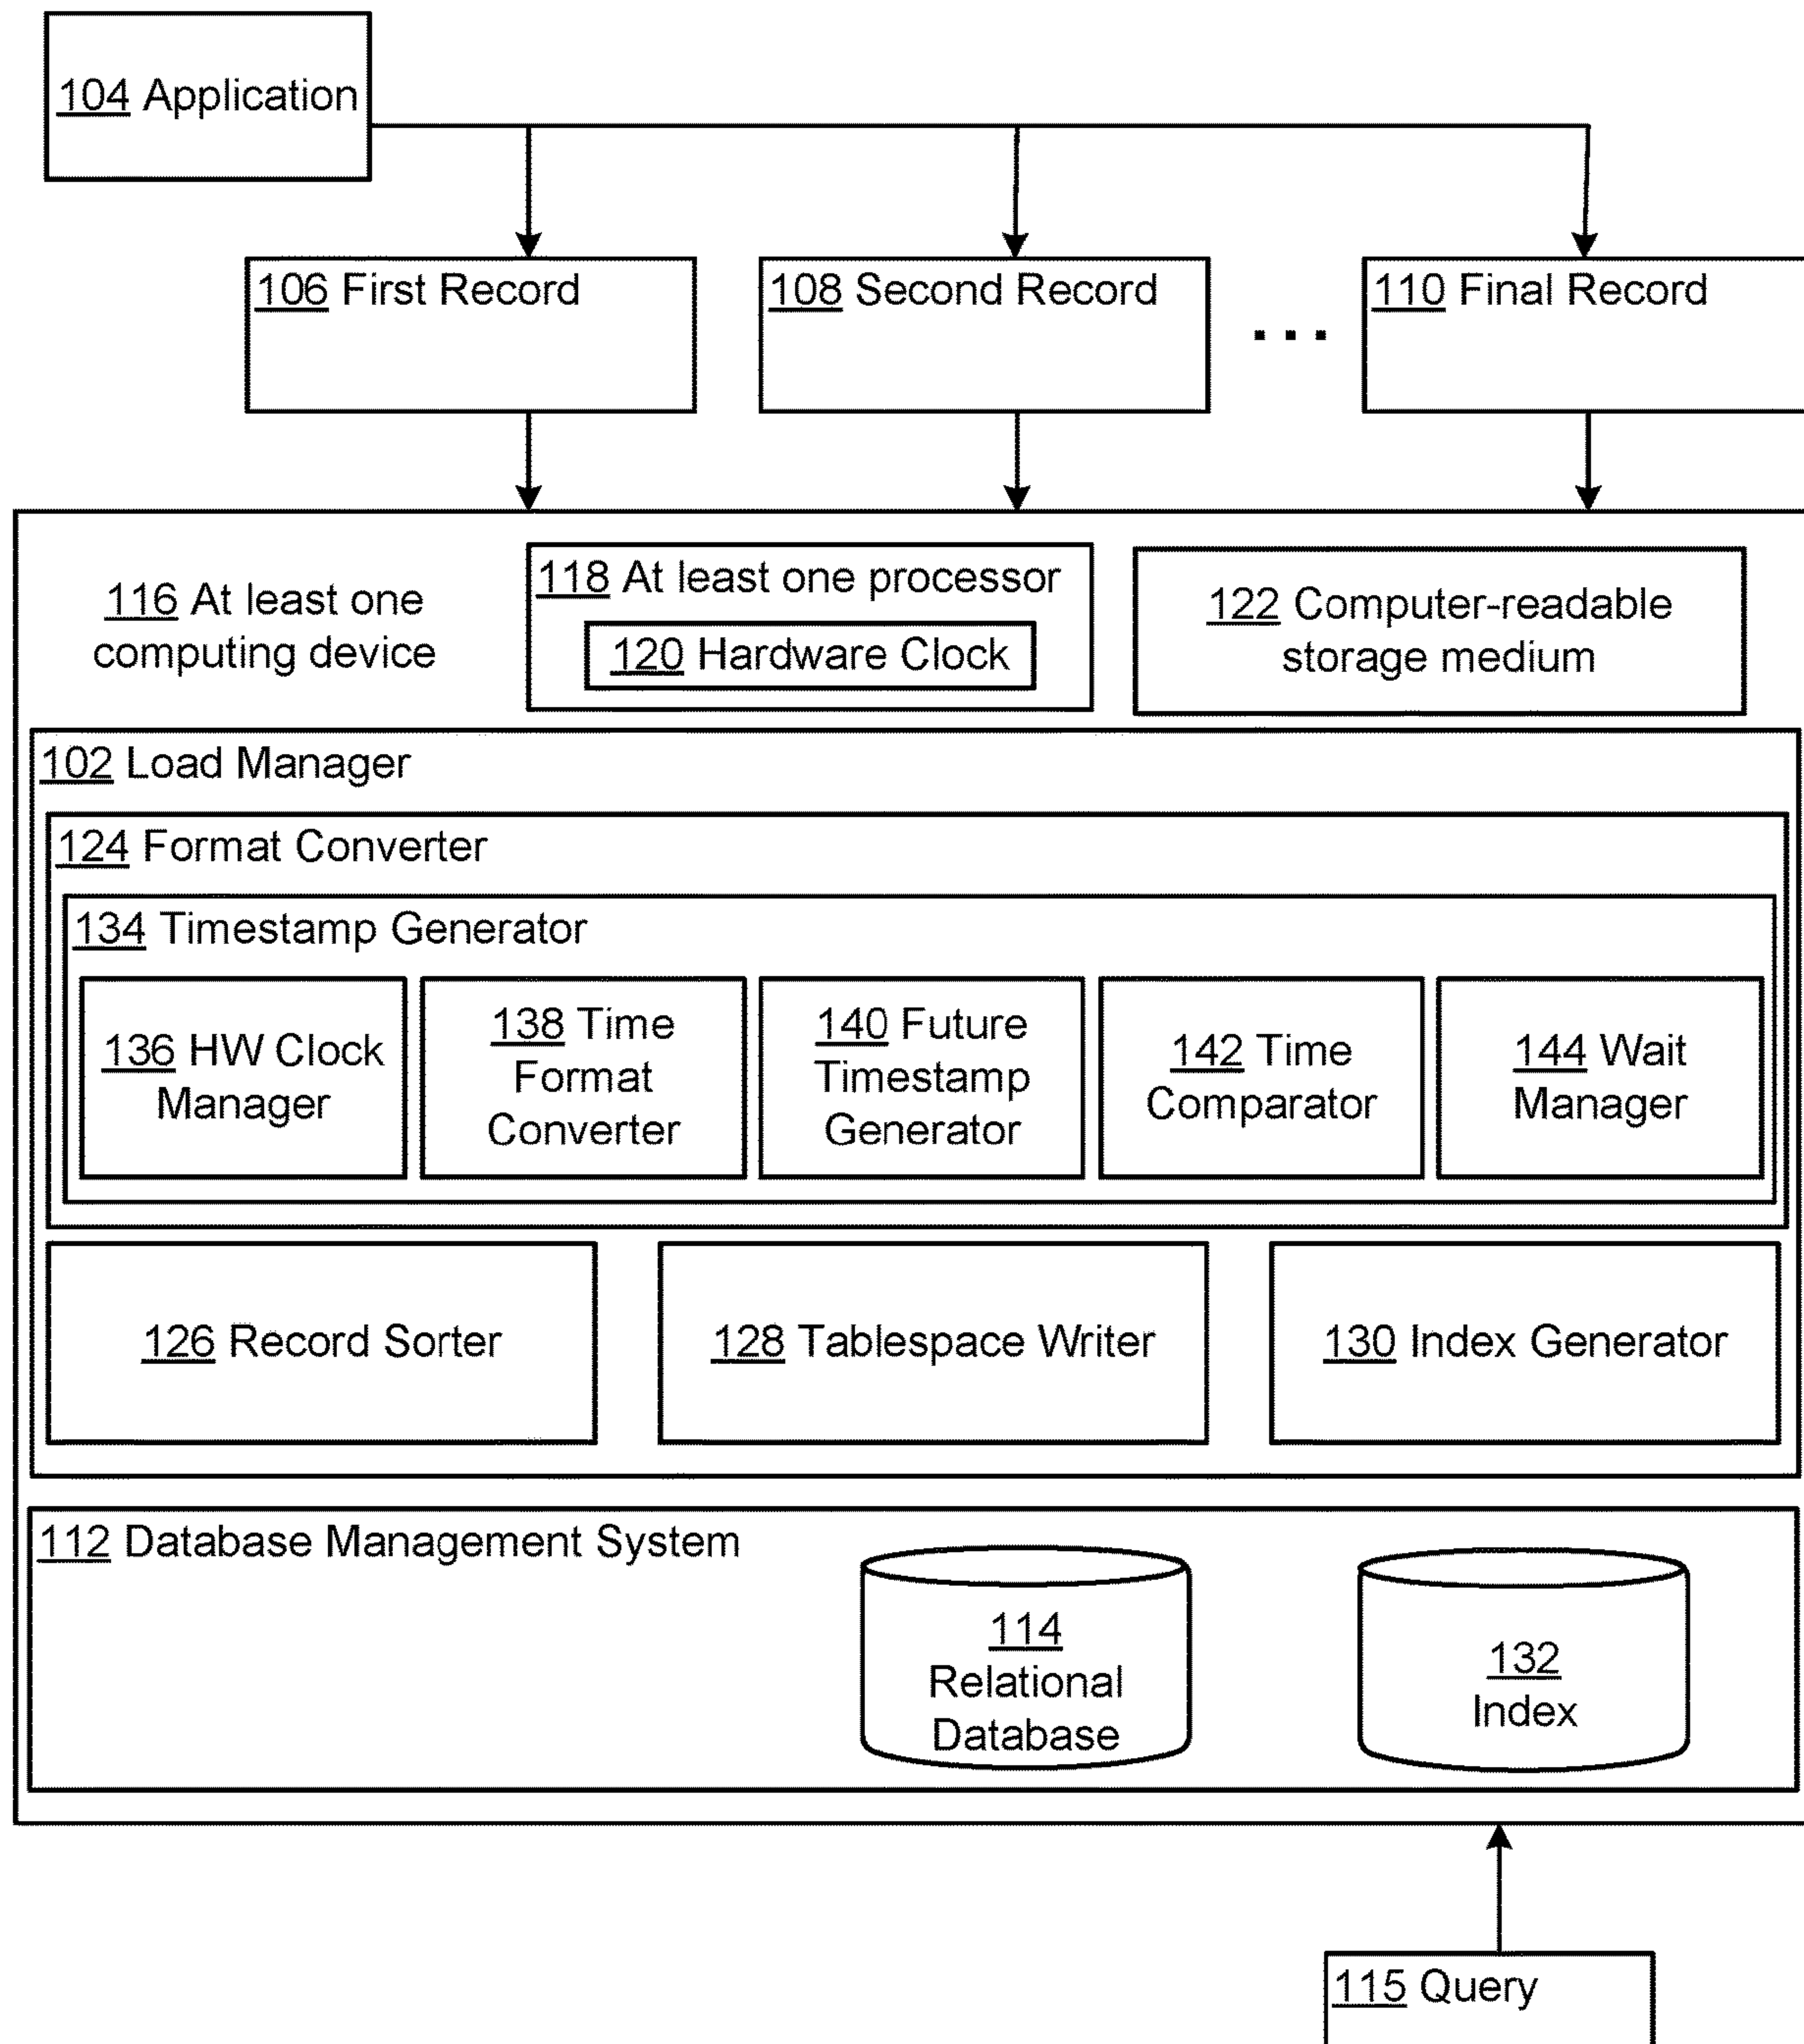 104 Application
106 First Record
108 Second Record
...
110 Final Record
116 At least one
computing device
118 At least one processor
120 Hardware Clock
122 Computer-readable
storage medium
102 Load Manager
124 Format Converter
134 Timestamp Generator
136 HW Clock
Manager
138 Time
Format
Converter
140 Future
Timestamp
Generator
142 Time
Comparator
144 Wait
Manager
126 Record Sorter
128 Tablespace Writer
130 Index Generator
112 Database Management System
114
Relational
Database
132
Index
115 Query